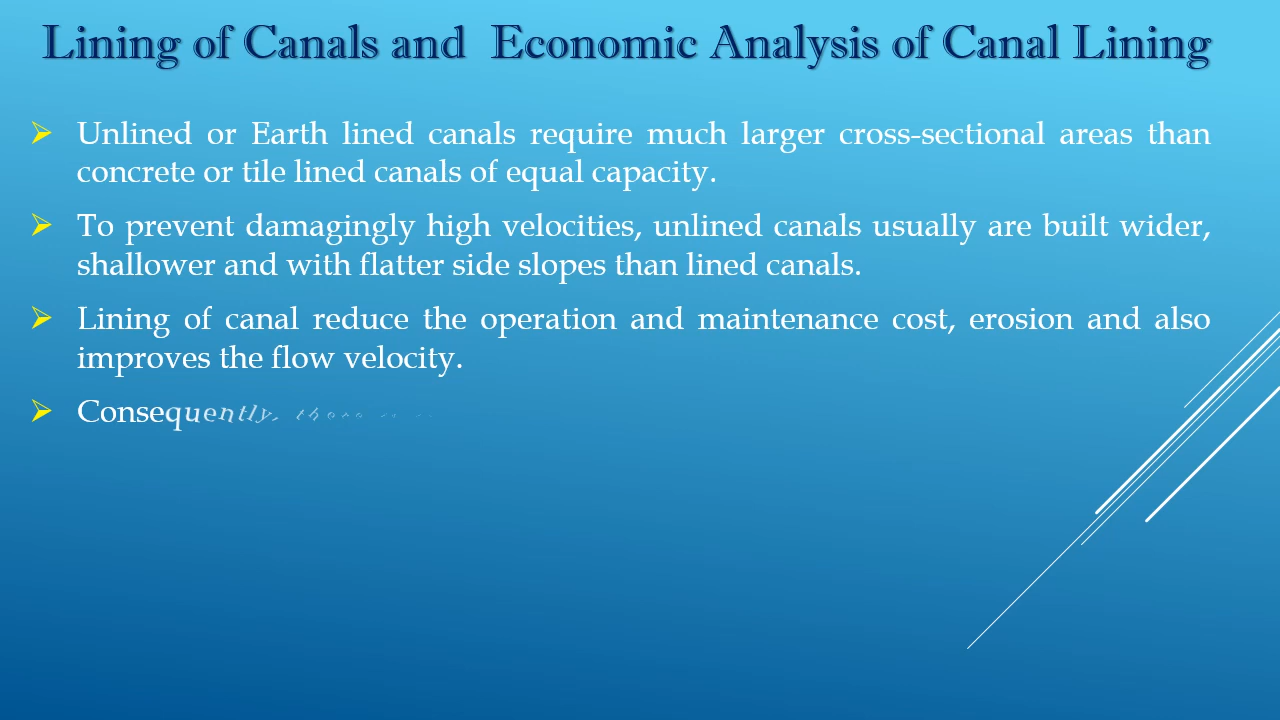 Lining of Canals and Economic Analysis of Canal Lining
Unlined or Earth lined canals require much larger cross-sectional areas than
concrete or tile lined canals of equal capacity.
To prevent damagingly high velocities, unlined canals usually are built wider,
shallower and with flatter side slopes than lined canals.
Lining of canal reduce the operation and maintenance cost, erosion and also
improves the flow velocity.
Consequently,